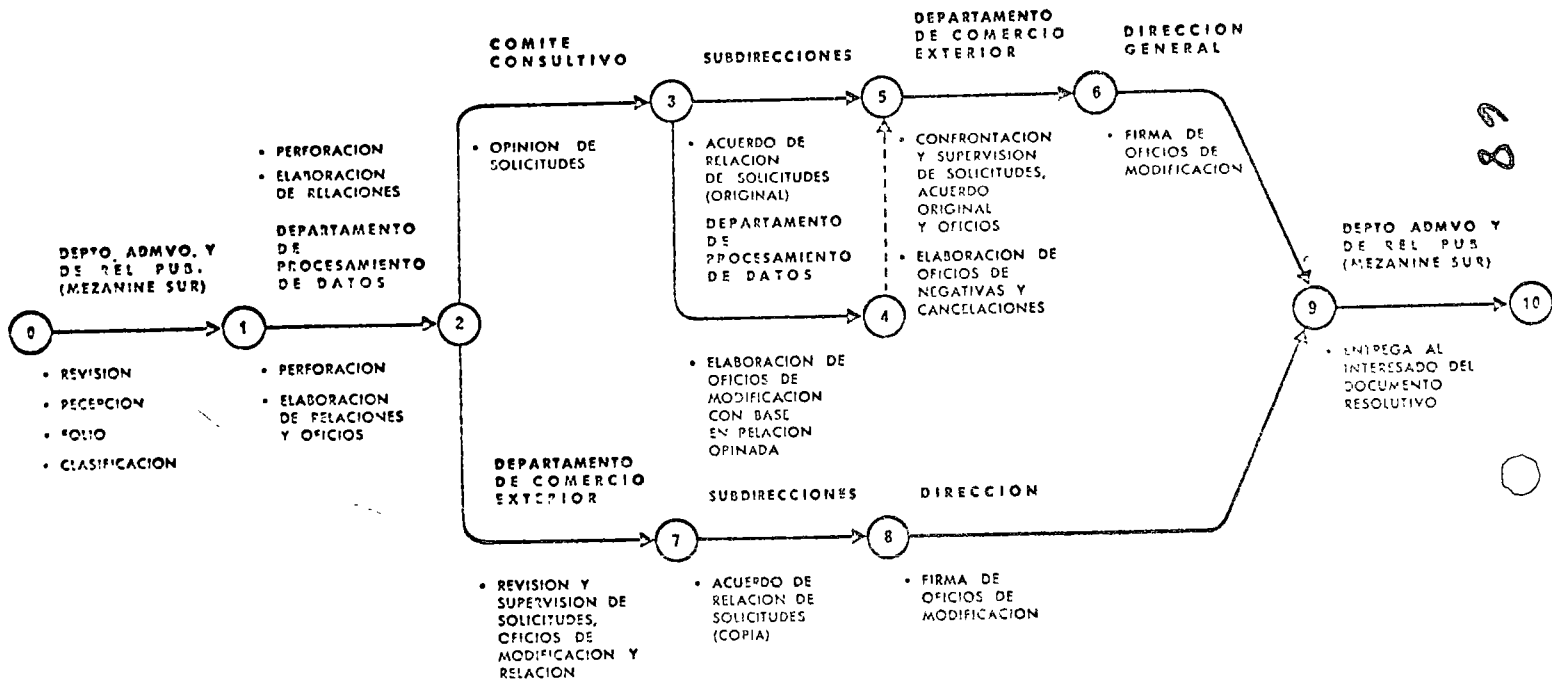 COMITE
CONSULTIVO
SUBDIRECCIONES
DEPARTAMENTO
DE COMERCIO
EXTERIOR
DIRECCION
GENERAL
3
5
6
• OPINION DE
SOLICITUDES
• ACUERDO DE
RELACION
DE SOLICITUDES
(ORIGINAL)
DEPARTAMENTO
DE
PROCESAMIENTO
DE DATOS
• CONFRONTACION
Y SUPERVISION
DE SOLICITUDES,
ACUERDO
ORIGINAL
Y OFICIOS
• ELABORACION DE
OFICIOS DE
NEGATIVAS Y
CANCELACIONES
• FIRMA DE
OFICIOS DE
MODIFICACION
• PERFORACION
• ELABORACION
DE RELACIONES
DEPARTAMENTO
DE
PROCESAMIENTO
DE DATOS
DEPTO. ADMVO. Y
DE REL PUB.
(MEZANINE SUR)
0
1
2
4
9
10
DEPTO ADMVO Y
DE REL PUB
(MEZANINE SUR)
• REVISION
• RECEPCION
• FOLIO
• CLASIFICACION
• PERFORACION
• ELABORACION
DE RELACIONES
Y OFICIOS
• ELABORACION DE
OFICIOS DE
MODIFICACION
CON BASE
EN RELACION
OPINADA
• ENTREGA AL
INTERESADO DEL
DOCUMENTO
RESOLUTIVO
DEPARTAMENTO
DE COMERCIO
EXTERIOR
SUBDIRECCIONES
DIRECCION
7
8
• REVISION Y
SUPERVISION DE
SOLICITUDES,
OFICIOS DE
MODIFICACION Y
RELACION
• ACUERDO DE
RELACION DE
SOLICITUDES
(COPIA)
• FIRMA DE
OFICIOS DE
MODIFICACION